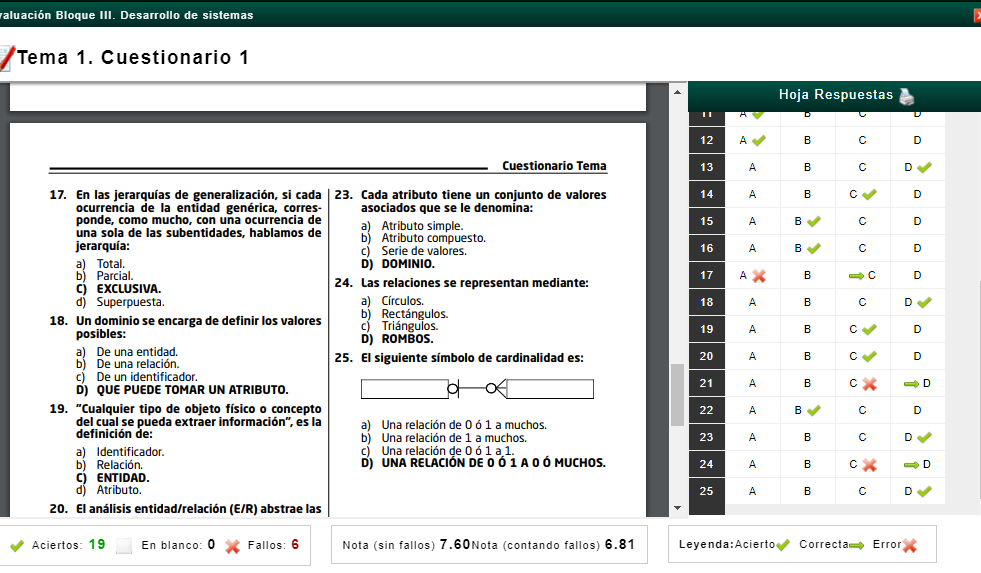 valuación Bloque III. Desarrollo de sistemas
Tema 1. Cuestionario 1
Cuestionario Tema
17. En las jerarquías de generalización, si cada
ocurrencia de la entidad genérica, corres-
ponde, como mucho, con una ocurrencia de
una sola de las subentidades, hablamos de
jerarquía:
a) Total.
b) Parcial.
C) EXCLUSIVA.
d) Superpuesta.
18. Un dominio se encarga de definir los valores
posibles:
a) De una entidad.
b) De una relación.
c) De un identificador.
D) QUE PUEDE TOMAR UN ATRIBUTO.
19. "Cualquier tipo de objeto físico o concepto
del cual se pueda extraer información", es la
definición de:
a) Identificador.
b) Relación.
C) ENTIDAD.
d) Atributo.
20. El análisis entidad/relación (E/R) abstrae las
23. Cada atributo tiene un conjunto de valores
asociados que se le denomina:
a) Atributo simple.
b) Atributo compuesto.
c) Serie de valores.
D) DOMINIO.
24. Las relaciones se representan mediante:
a) Círculos.
b) Rectángulos.
c) Triángulos.
D) ROMBOS.
25. El siguiente símbolo de cardinalidad es:
a) Una relación de 0 ó 1 a muchos.
b) Una relación de 1 a muchos.
c) Una relación de 0 ó 1 a 1.
D) UNA RELACIÓN DE 0 Ó 1 A 0 Ó MUCHOS.
Hoja Respuestas
11 A B C D
12 A B C D
13 A B C D
14 A B C D
15 A B C D
16 A B C D
17 A B C D
18 A B C D
19 A B C D
20 A B C D
21 A B C D
22 A B C D
23 A B C D
24 A B C D
25 A B C D
Aciertos: 19 En blanco: 0 Fallos: 6
Nota (sin fallos) 7.60Nota (contando fallos) 6.81
Leyenda:Acierto Correcta Error